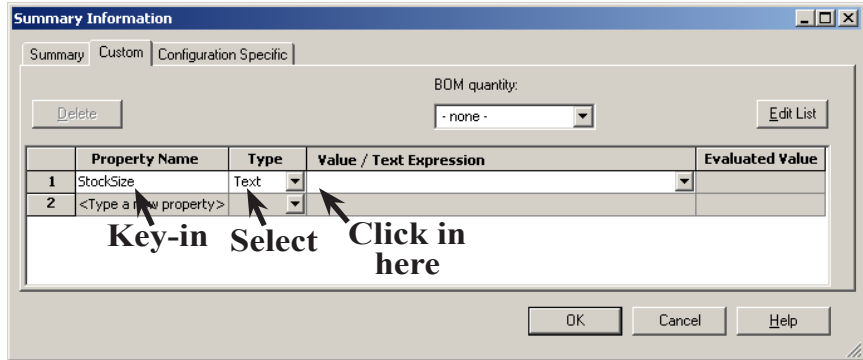 Summary Information
Summary Custom Configuration Specific
BOM quantity:
Delete - none - Edit List
Property Name Type Value / Text Expression Evaluated Value
1 StockSize Text
2 <Type a new property>
Key-in Select Click in
here
OK Cancel Help